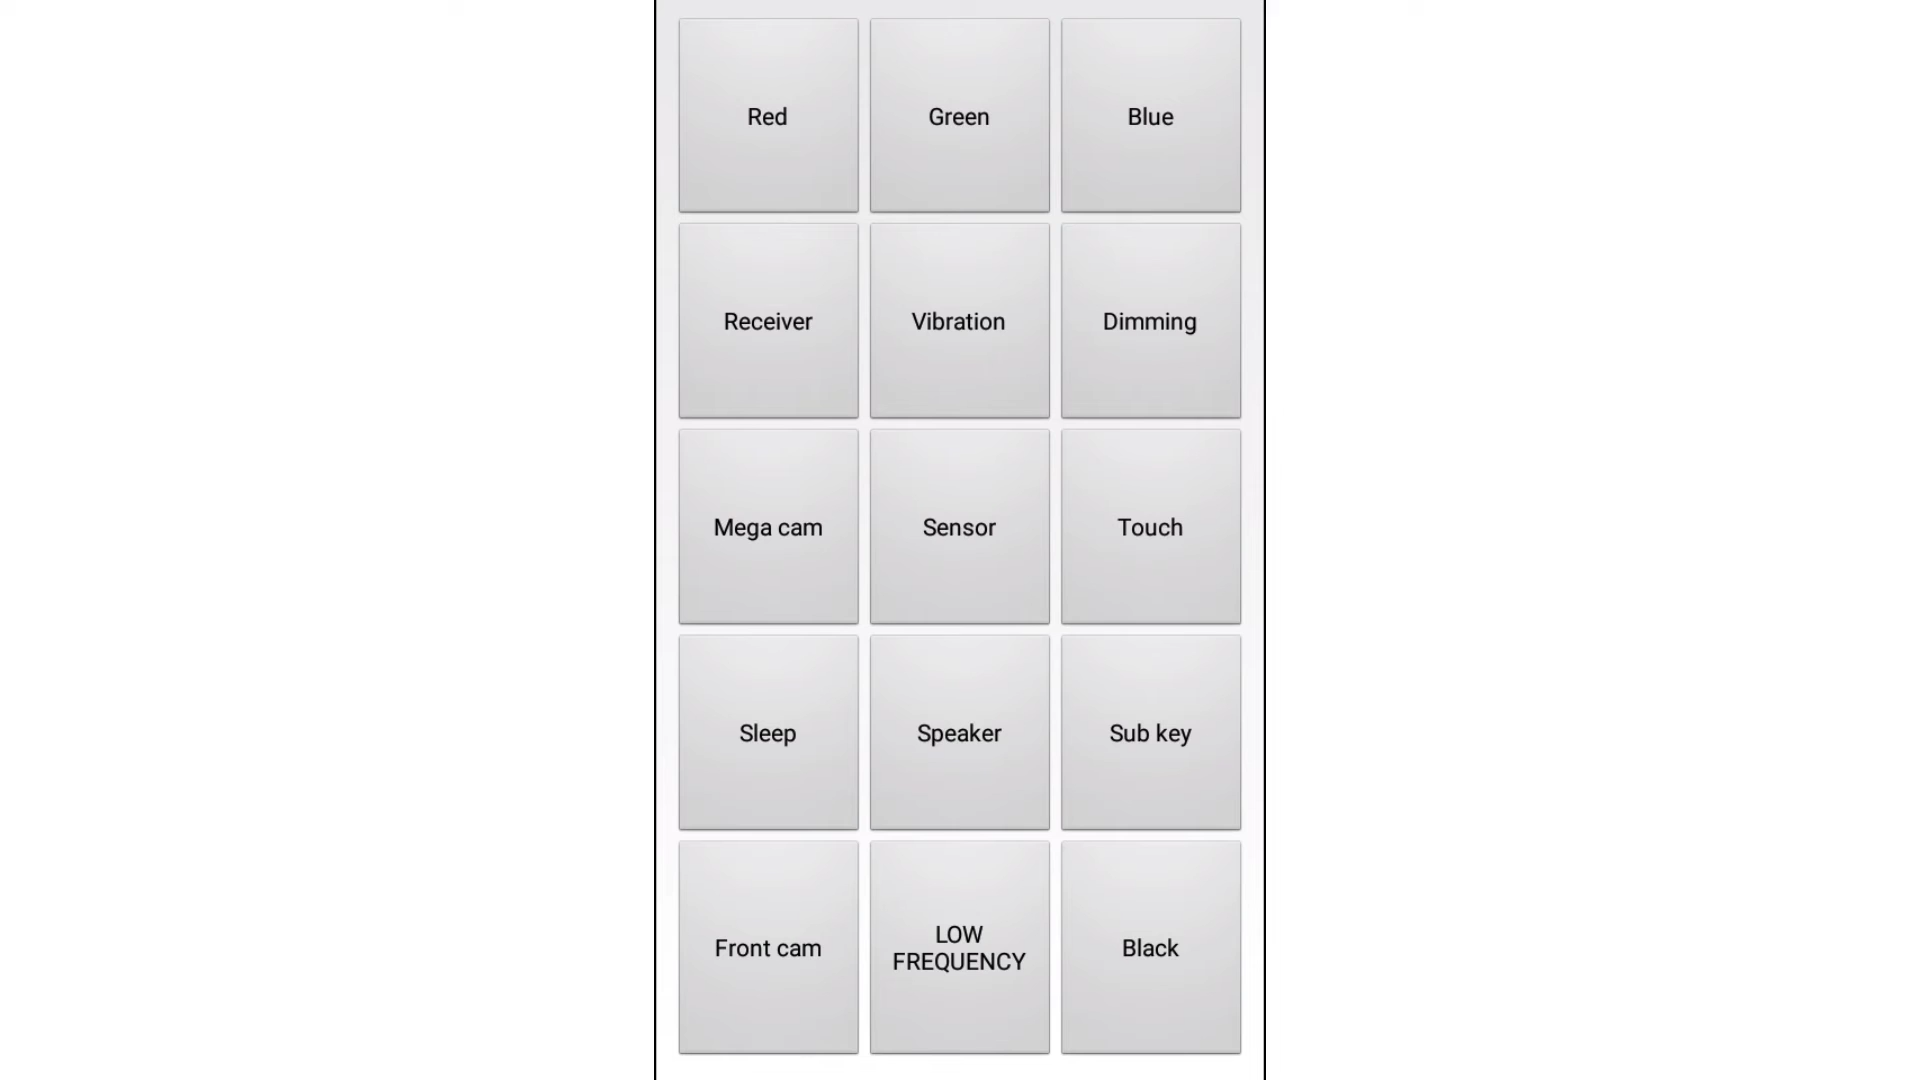 Red
Green
Blue
Receiver
Vibration
Dimming
Mega cam
Sensor
Touch
Sleep
Speaker
Sub key
Front cam
LOW
FREQUENCY
Black